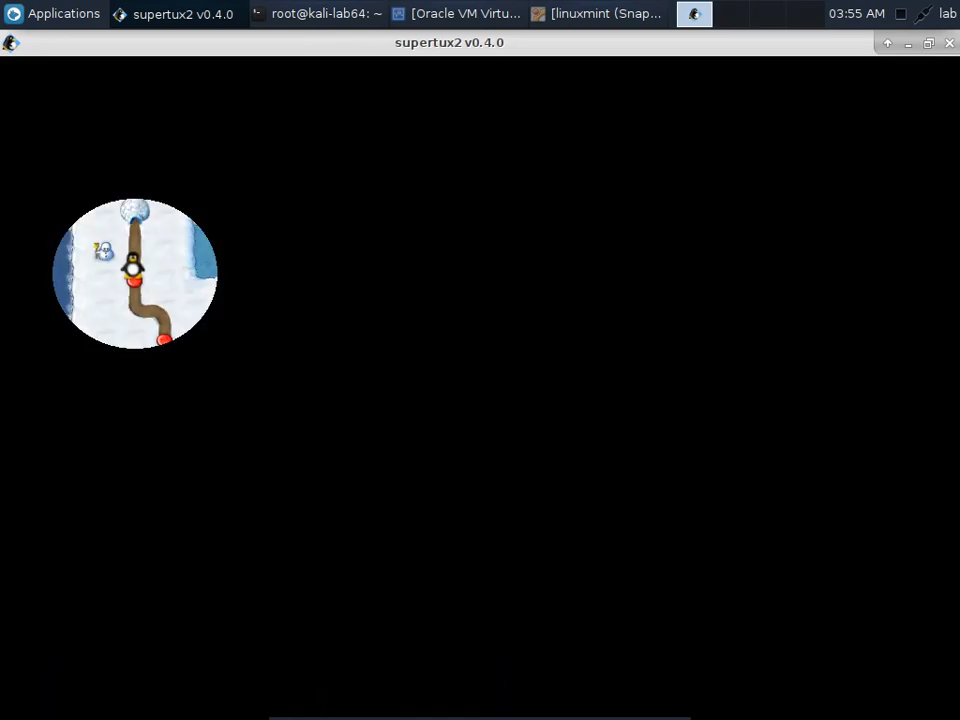 Applications
supertux2 v0.4.0
root@kali-lab64: ~
[Oracle VM Virtu...
[linuxmint (Snap...
03:55 AM
lab
supertux2 v0.4.0